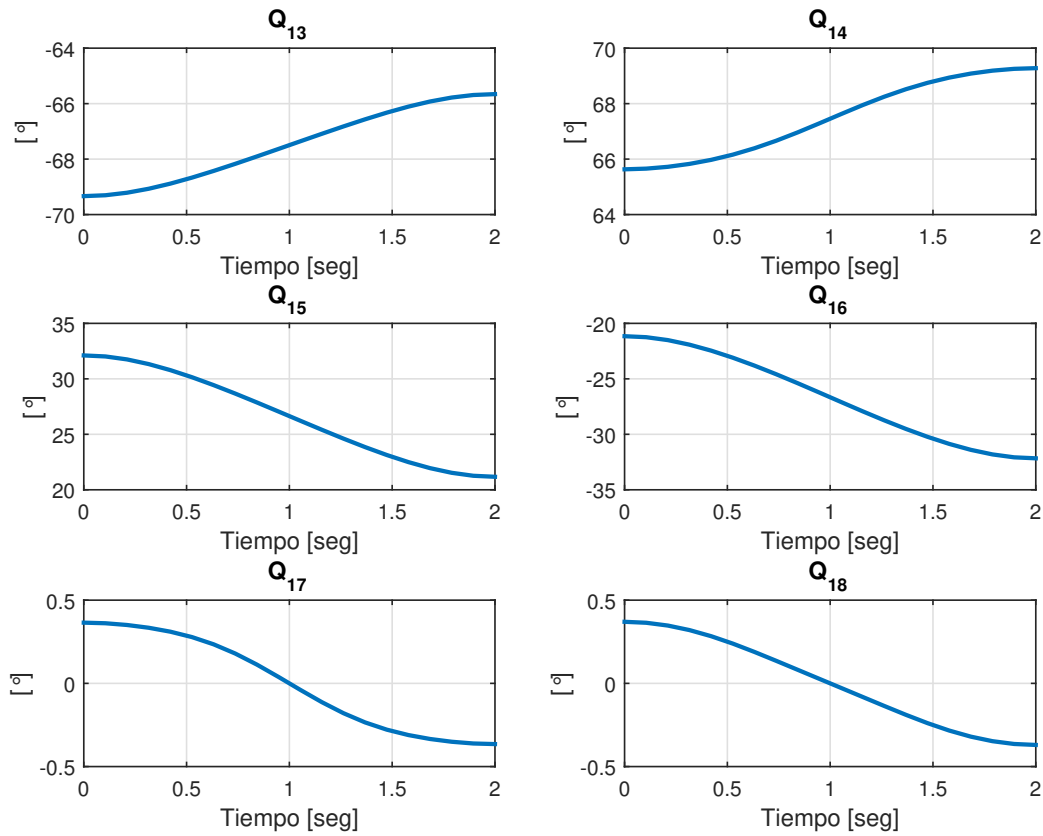 Q13 Q14
-64 70
-66 68
-68 66
-70 64
[°] [°]
0 0.5 1 1.5 2 0 0.5 1 1.5 2
Tiempo [seg] Tiempo [seg]
Q15 Q16
35 -20
30 -25
25 -30
20 -35
[°] [°]
0 0.5 1 1.5 2 0 0.5 1 1.5 2
Tiempo [seg] Tiempo [seg]
Q17 Q18
0.5 0.5
0 0
-0.5 -0.5
[°] [°]
0 0.5 1 1.5 2 0 0.5 1 1.5 2
Tiempo [seg] Tiempo [seg]